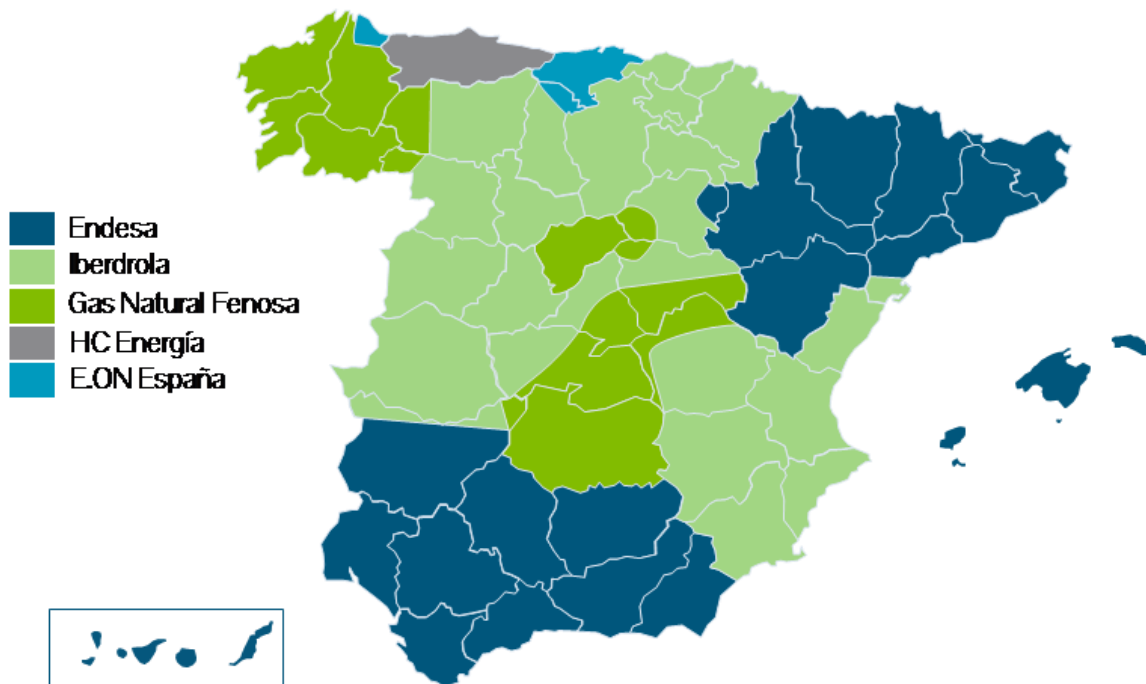 Endesa
Iberdrola
Gas Natural Fenosa
HC Energía
E.ON España